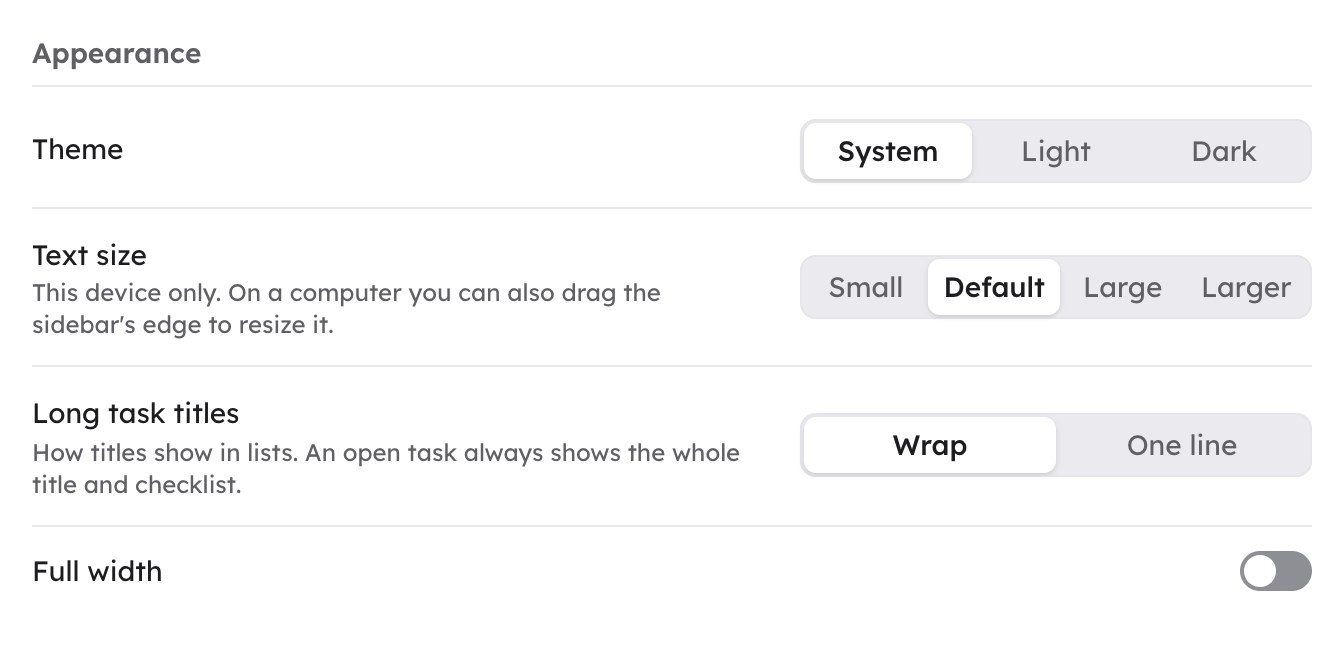 Appearance
Theme
System Light Dark
Text size
This device only. On a computer you can also drag the
sidebar's edge to resize it.
Small Default Large Larger
Long task titles
How titles show in lists. An open task always shows the whole
title and checklist.
Wrap One line
Full width